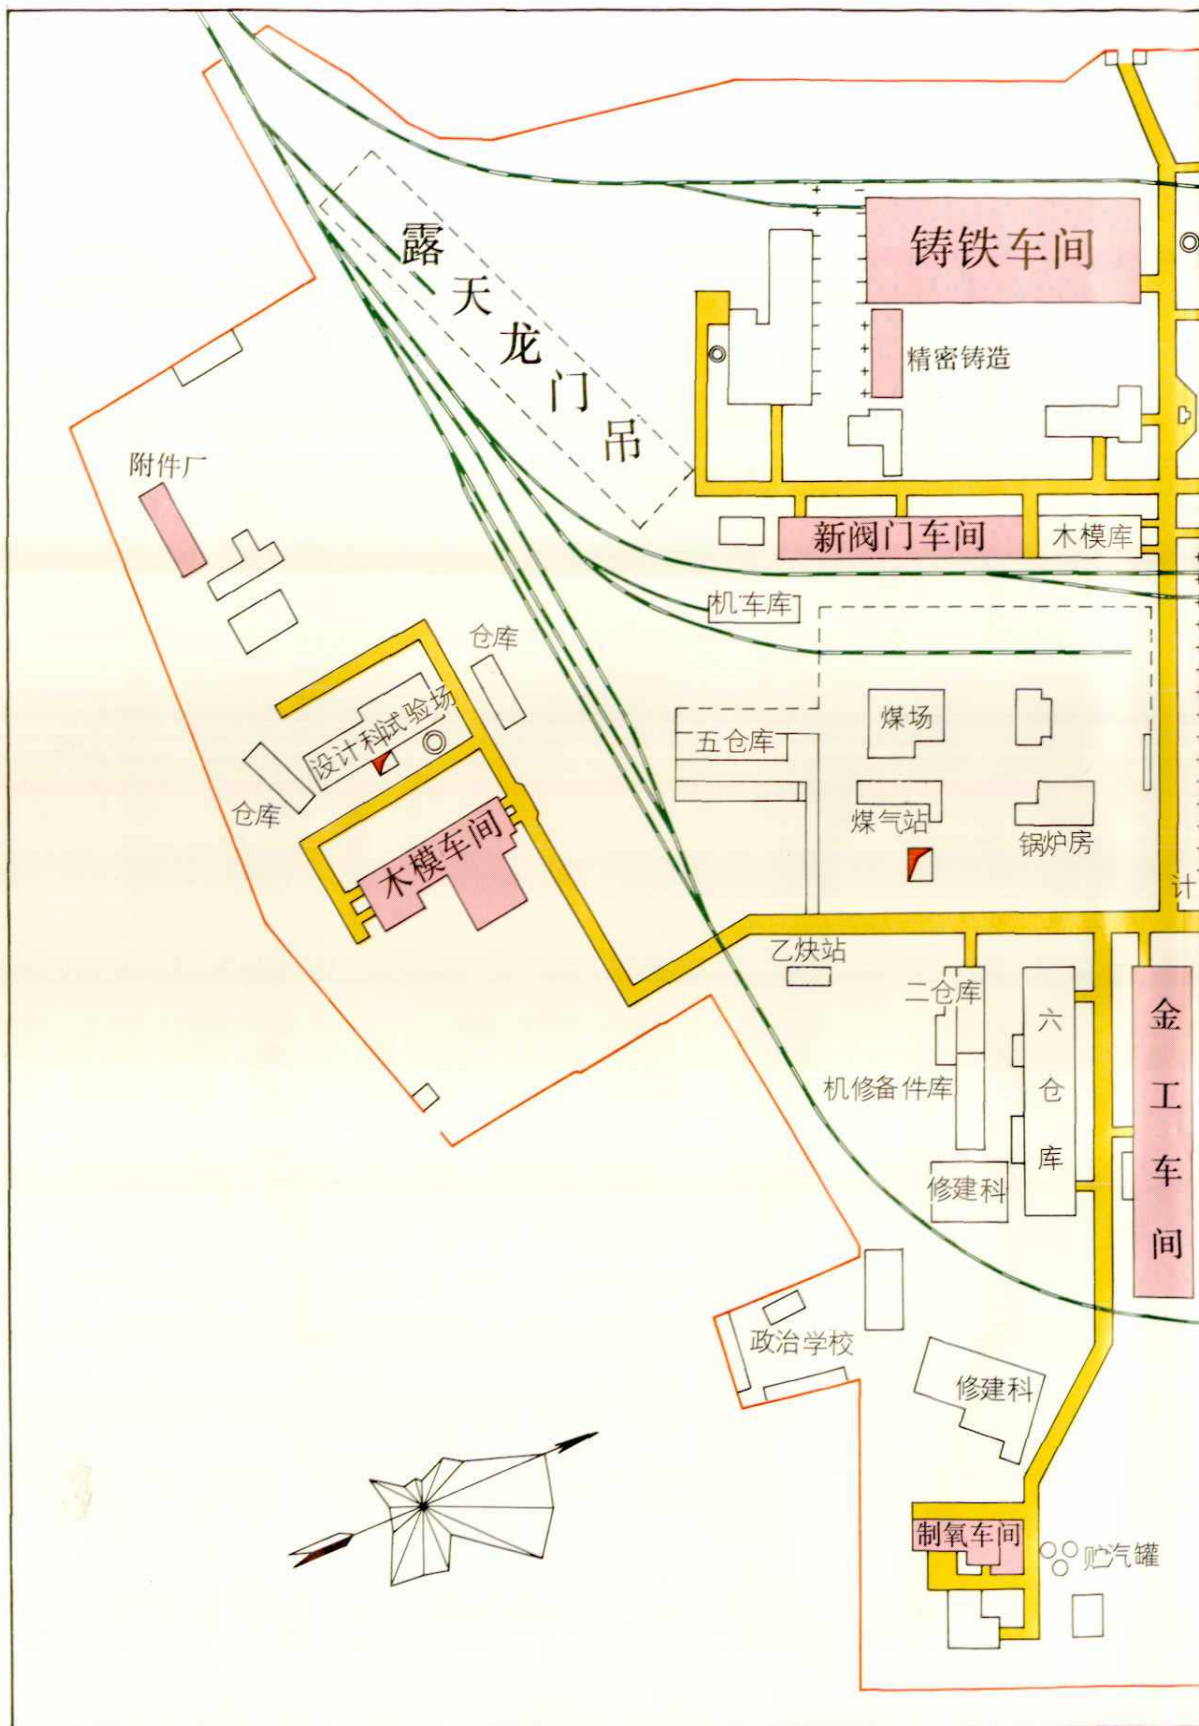 铸铁车间
露天龙门吊
精密铸造
附件厂
新阀门车间
木模库
机车库
仓库
设计科试验场
五仓库
煤场
仓库
煤气站
锅炉房
木模车间
计
乙炔站
二仓库
六仓库
金工车间
机修备件库
修建科
政治学校
修建科
制氧车间
贮汽罐